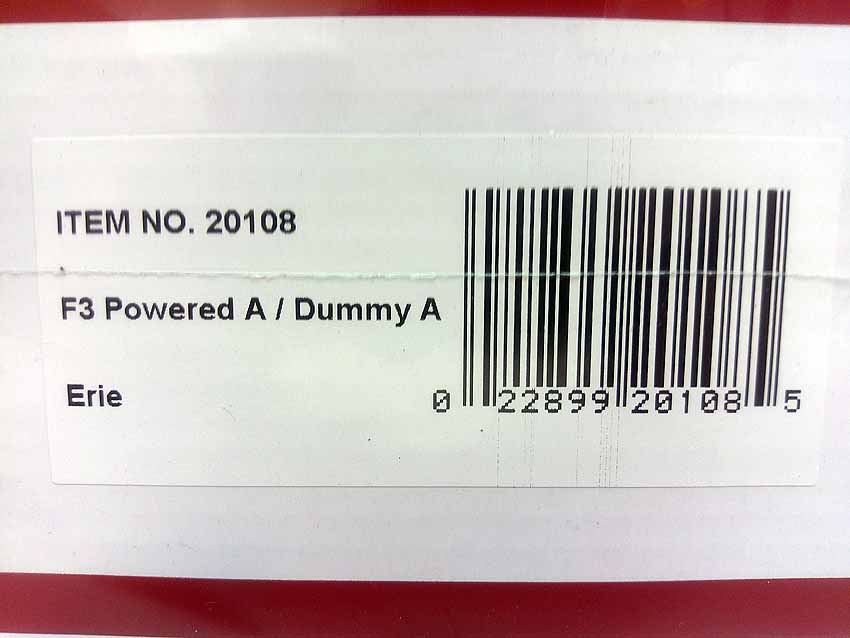 ITEM NO. 20108
F3 Powered A / Dummy A
Erie
0 22899 20108 5